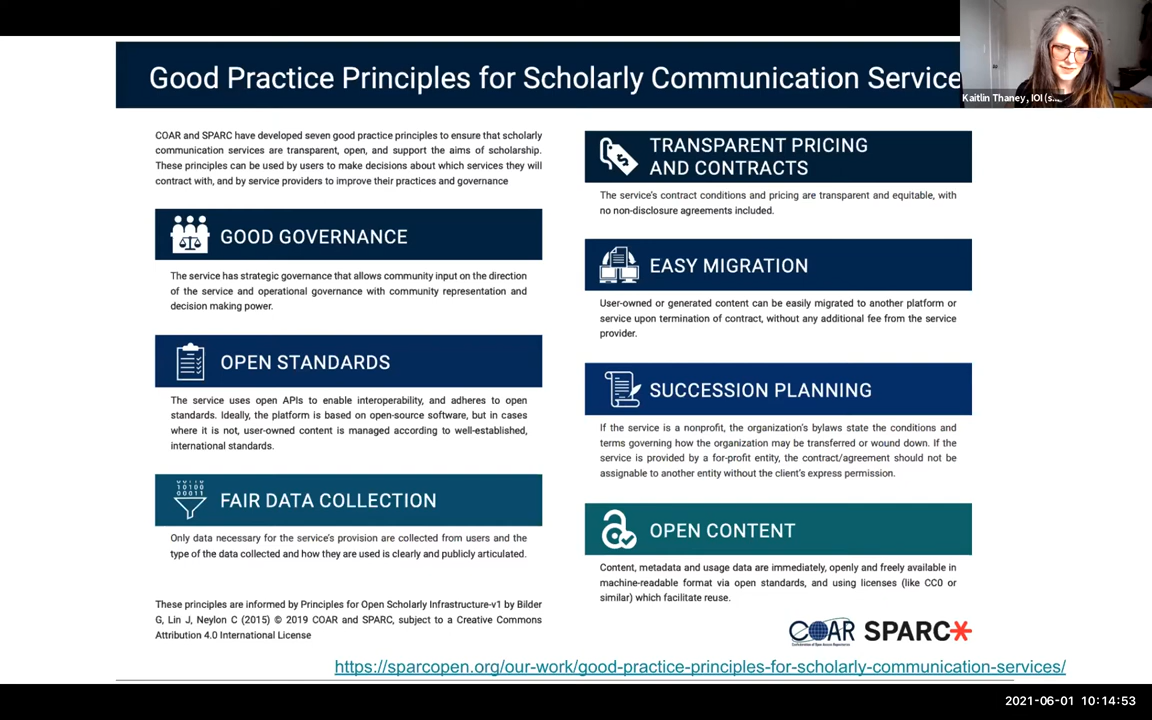 Good Practice Principles for Scholarly Communication Service
Kaitlin Thaney, IOI (s...
COAR and SPARC have developed seven good practice principles to ensure that scholarly
communication services are transparent, open, and support the aims of scholarship.
These principles can be used by users to make decisions about which services they will
contract with, and by service providers to improve their practices and governance
GOOD GOVERNANCE
The service has strategic governance that allows community input on the direction
of the service and operational governance with community representation and
decision making power.
OPEN STANDARDS
The service uses open APIs to enable interoperability, and adheres to open
standards. Ideally, the platform is based on open-source software, but in cases
where it is not, user-owned content is managed according to well-established,
international standards.
10100
00011
FAIR DATA COLLECTION
Only data necessary for the service's provision are collected from users and the
type of the data collected and how they are used is clearly and publicly articulated.
These principles are informed by Principles for Open Scholarly Infrastructure-v1 by Bilder
G, Lin J, Neylon C (2015) © 2019 COAR and SPARC, subject to a Creative Commons
Attribution 4.0 International License
TRANSPARENT PRICING
AND CONTRACTS
The service's contract conditions and pricing are transparent and equitable, with
no non-disclosure agreements included.
EASY MIGRATION
User-owned or generated content can be easily migrated to another platform or
service upon termination of contract, without any additional fee from the service
provider.
SUCCESSION PLANNING
If the service is a nonprofit, the organization's bylaws state the conditions and
terms governing how the organization may be transferred or wound down. If the
service is provided by a for-profit entity, the contract/agreement should not be
assignable to another entity without the client's express permission.
OPEN CONTENT
Content, metadata and usage data are immediately, openly and freely available in
machine-readable format via open standards, and using licenses (like CC0 or
similar) which facilitate reuse.
COAR SPARC
https://sparcopen.org/our-work/good-practice-principles-for-scholarly-communication-services/
2021-06-01 10:14:53